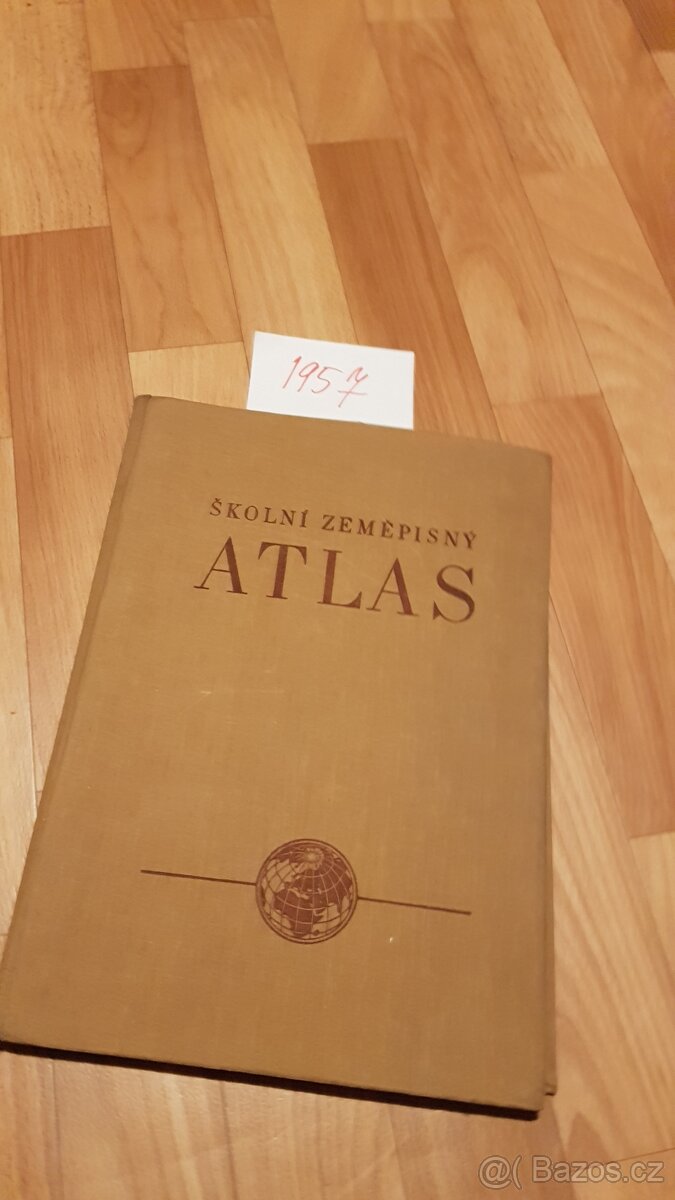 1957
ŠKOLNÍ ZEMĚPISNÝ
ATLAS
@( Bazos.cz